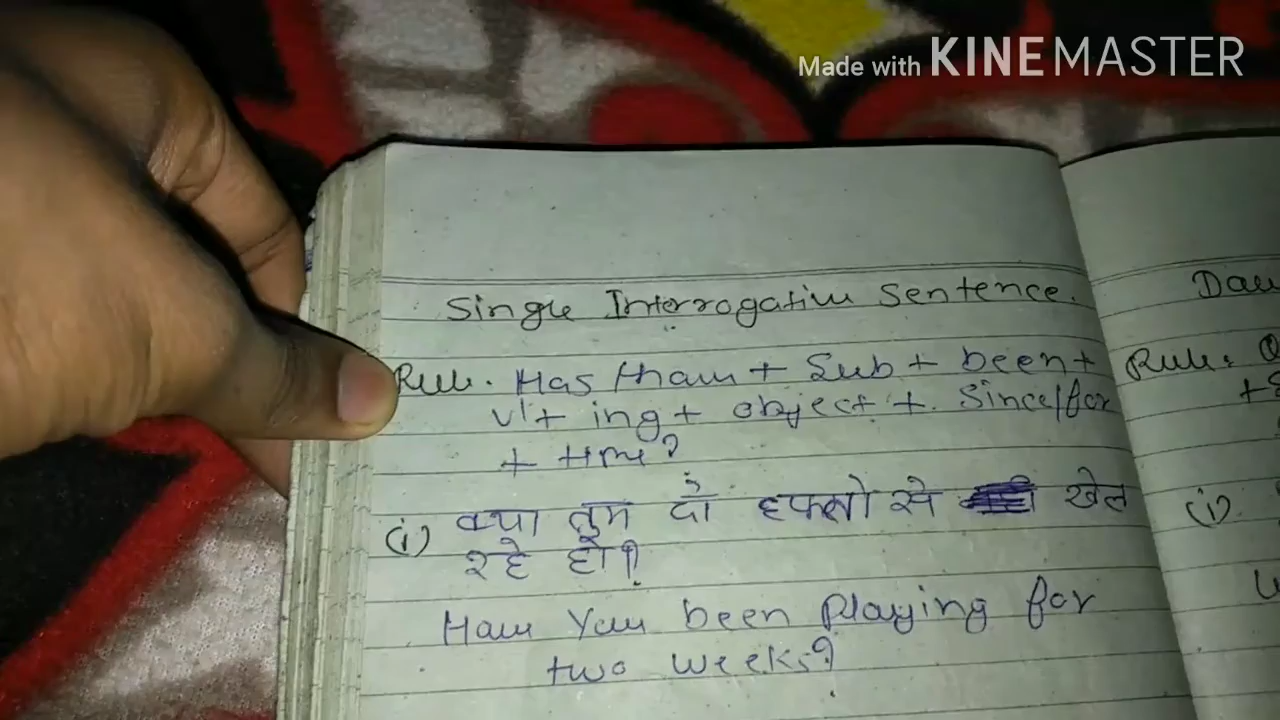 Made with KINEMASTER
Single Interrogative Sentence.
Rule. Has/have + Sub + been +
v1+ ing + object + Since/for
+ time?
(i) क्या तुम दो हफ्तो से खेल
रहे हो?
Have You been Playing for
two weeks?
Rule:
(i)